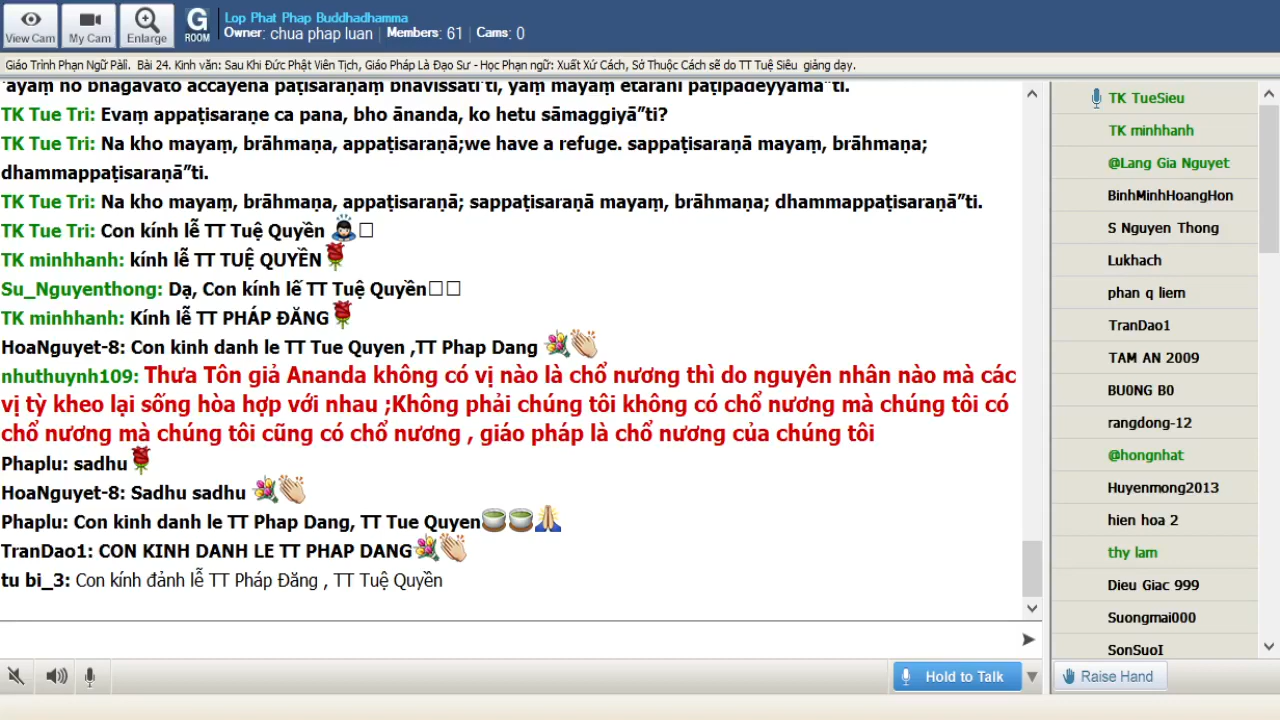 View Cam
My Cam
Enlarge
G
ROOM
Lop Phat Phap Buddhadhamma
Owner: chua phap luan Members: 61 Cams: 0
Giáo Trình Phạn Ngữ Pàli. Bài 24. Kinh văn: Sau Khi Đức Phật Viên Tịch, Giáo Pháp Là Đạo Sư - Học Phạn ngữ: Xuất Xứ Cách, Sở Thuộc Cách sẽ do TT Tuệ Siêu giảng dạy.
'ayaṃ no bhagavato accayena paṭisaraṇaṃ bhavissatī'ti, yaṃ mayaṃ etarahi paṭipādeyyāmā"ti.
TK Tue Tri: Evaṃ appaṭisaraṇe ca pana, bho ānanda, ko hetu sāmaggiyā"ti?
TK Tue Tri: Na kho mayaṃ, brāhmaṇa, appaṭisaraṇā;we have a refuge. sappaṭisaraṇā mayaṃ, brāhmaṇa;
dhammappaṭisaraṇā"ti.
TK Tue Tri: Na kho mayaṃ, brāhmaṇa, appaṭisaraṇā; sappaṭisaraṇā mayaṃ, brāhmaṇa; dhammappaṭisaraṇā"ti.
TK Tue Tri: Con kính lễ TT Tuệ Quyền
TK minhhanh: kính lễ TT TUỆ QUYỀN
Su_Nguyenthong: Dạ, Con kính lễ TT Tuệ Quyền
TK minhhanh: Kính lễ TT PHÁP ĐĂNG
HoaNguyet-8: Con kinh danh le TT Tue Quyen ,TT Phap Dang
nhuthuynh109: Thưa Tôn giả Ananda không có vị nào là chổ nương thì do nguyên nhân nào mà các
vị tỳ kheo lại sống hòa hợp với nhau ;Không phải chúng tôi không có chổ nương mà chúng tôi có
chổ nương mà chúng tôi cũng có chổ nương , giáo pháp là chổ nương của chúng tôi
Phaplu: sadhu
HoaNguyet-8: Sadhu sadhu
Phaplu: Con kinh danh le TT Phap Dang, TT Tue Quyen
TranDao1: CON KINH DANH LE TT PHAP DANG
tu bi_3: Con kính đảnh lễ TT Pháp Đăng , TT Tuệ Quyền
Hold to Talk
TK TueSieu
TK minhhanh
@Lang Gia Nguyet
BinhMinhHoangHon
S Nguyen Thong
Lukhach
phan q liem
TranDao1
TAM AN 2009
BU0NG B0
rangdong-12
@hongnhat
Huyenmong2013
hien hoa 2
thy lam
Dieu Giac 999
Suongmai000
SonSuoI
Raise Hand